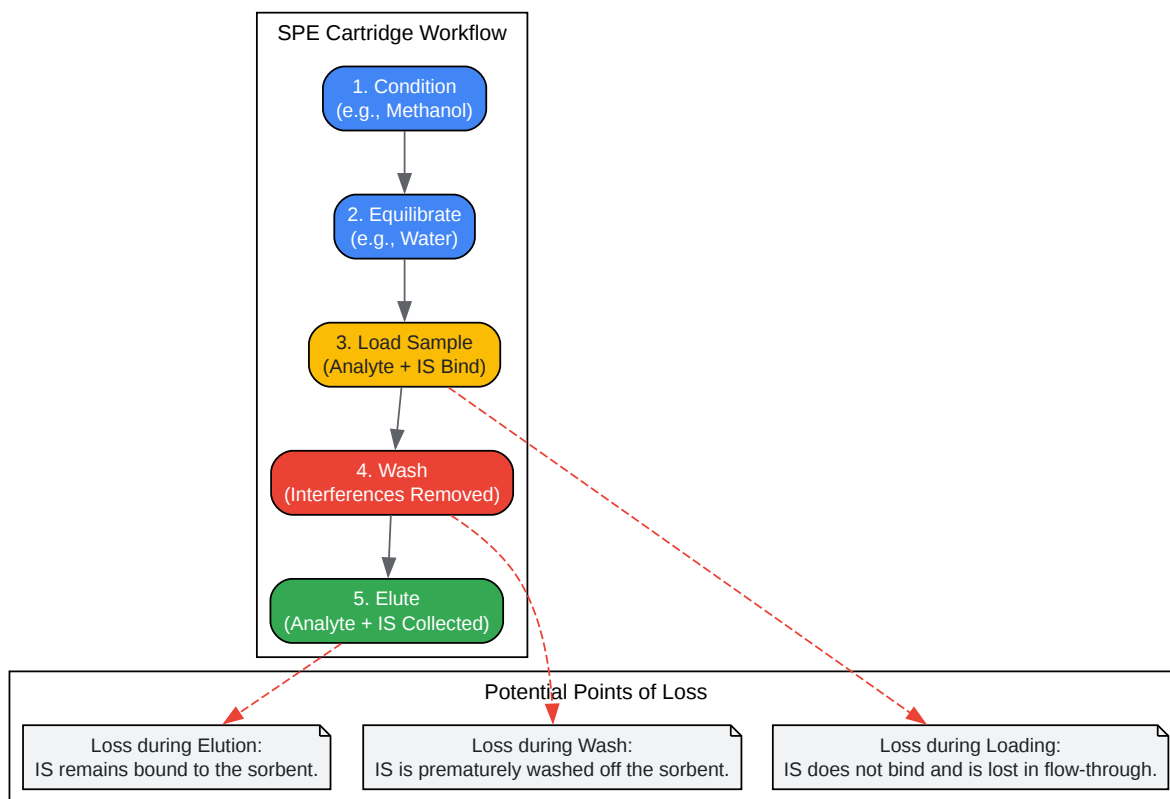 SPE Cartridge Workflow
1. Condition
(e.g., Methanol)
2. Equilibrate
(e.g., Water)
3. Load Sample
(Analyte + IS Bind)
4. Wash
(Interferences Removed)
5. Elute
(Analyte + IS Collected)
Potential Points of Loss
Loss during Elution:
IS remains bound to the sorbent.
Loss during Wash:
IS is prematurely washed off the sorbent.
Loss during Loading:
IS does not bind and is lost in flow-through.